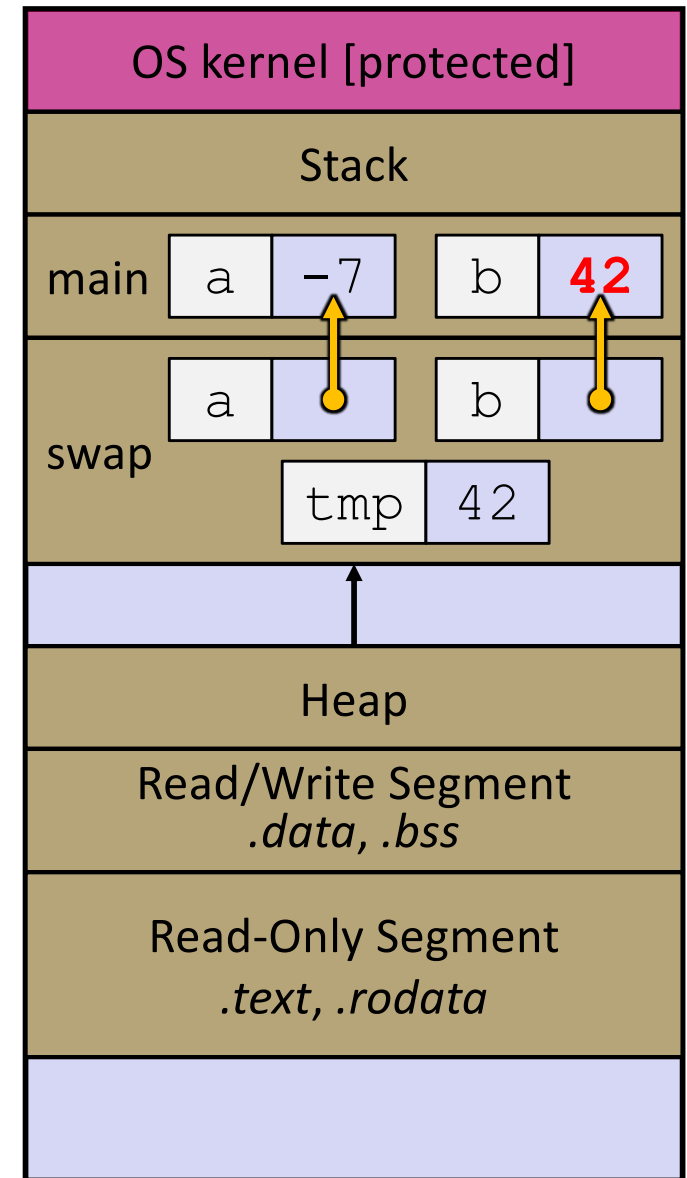 OS kernel [protected]
Stack
main a -7 b 42
a b
swap
tmp 42
Heap
Read/Write Segment
.data, .bss
Read-Only Segment
.text, .rodata